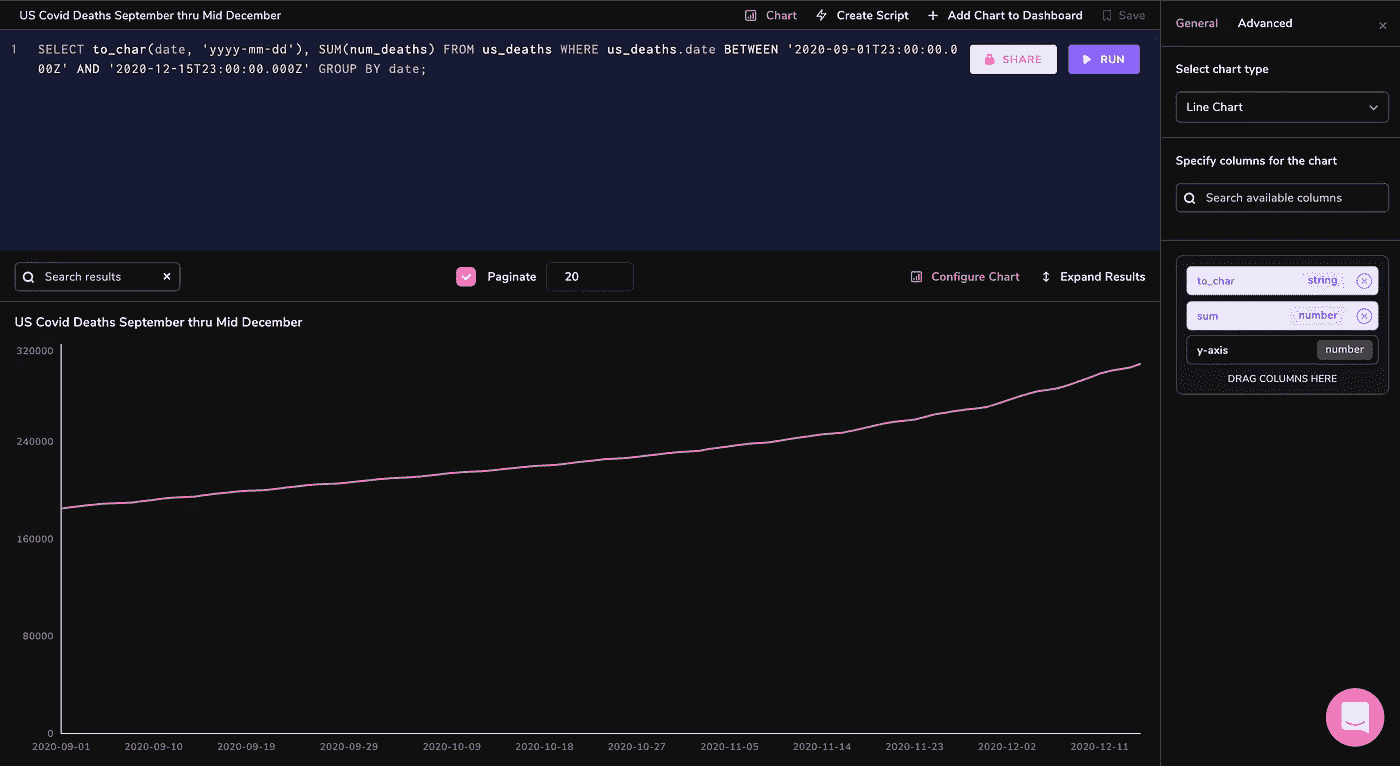 US Covid Deaths September thru Mid December
Chart
Create Script
Add Chart to Dashboard
Save
1 SELECT to_char(date, 'yyyy-mm-dd'), SUM(num_deaths) FROM us_deaths WHERE us_deaths.date BETWEEN '2020-09-01T23:00:00.0
00Z' AND '2020-12-15T23:00:00.000Z' GROUP BY date;
SHARE
RUN
Search results
Paginate
20
Configure Chart
Expand Results
US Covid Deaths September thru Mid December
320000
240000
160000
80000
0
2020-09-01 2020-09-10 2020-09-19 2020-09-29 2020-10-09 2020-10-18 2020-10-27 2020-11-05 2020-11-14 2020-11-23 2020-12-02 2020-12-11
General
Advanced
Select chart type
Line Chart
Specify columns for the chart
Search available columns
to_char string
sum number
y-axis number
DRAG COLUMNS HERE